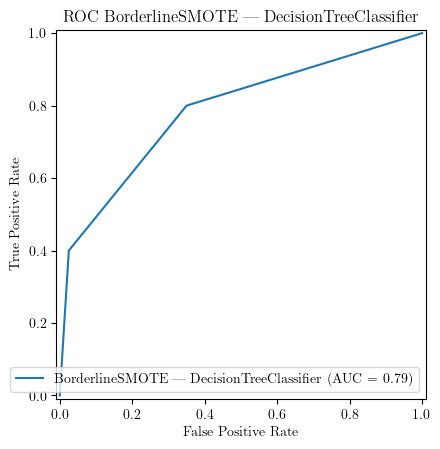 ROC BorderlineSMOTE — DecisionTreeClassifier
1.0
0.8
0.6
0.4
0.2
0.0
True Positive Rate
BorderlineSMOTE — DecisionTreeClassifier (AUC = 0.79)
0.0 0.2 0.4 0.6 0.8 1.0
False Positive Rate